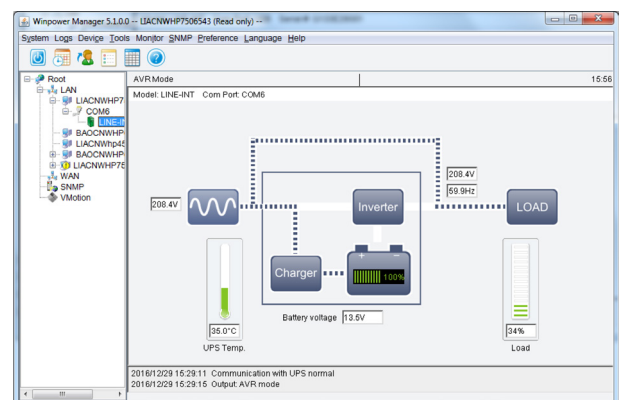 Winpower Manager 5.1.0.0 -- LIACNWHP7506543 (Read only) --
System Logs Device Tools Monitor SNMP Preference Language Help
Root
LAN
LIACNWHP7
COM6
LINE-IN
BAOCNWHP
LIACNWhp45
BAOCNWHP
LIACNWHP75
WAN
SNMP
VMotion
AVR Mode
15:56
Model: LINE-INT Com Port: COM6
208.4V
Inverter
208.4V
59.9Hz
LOAD
Charger
+ −
100%
Battery voltage 13.5V
35.0°C
UPS Temp.
34%
Load
2016/12/29 15:29:11 Communication with UPS normal
2016/12/29 15:29:15 Output: AVR mode